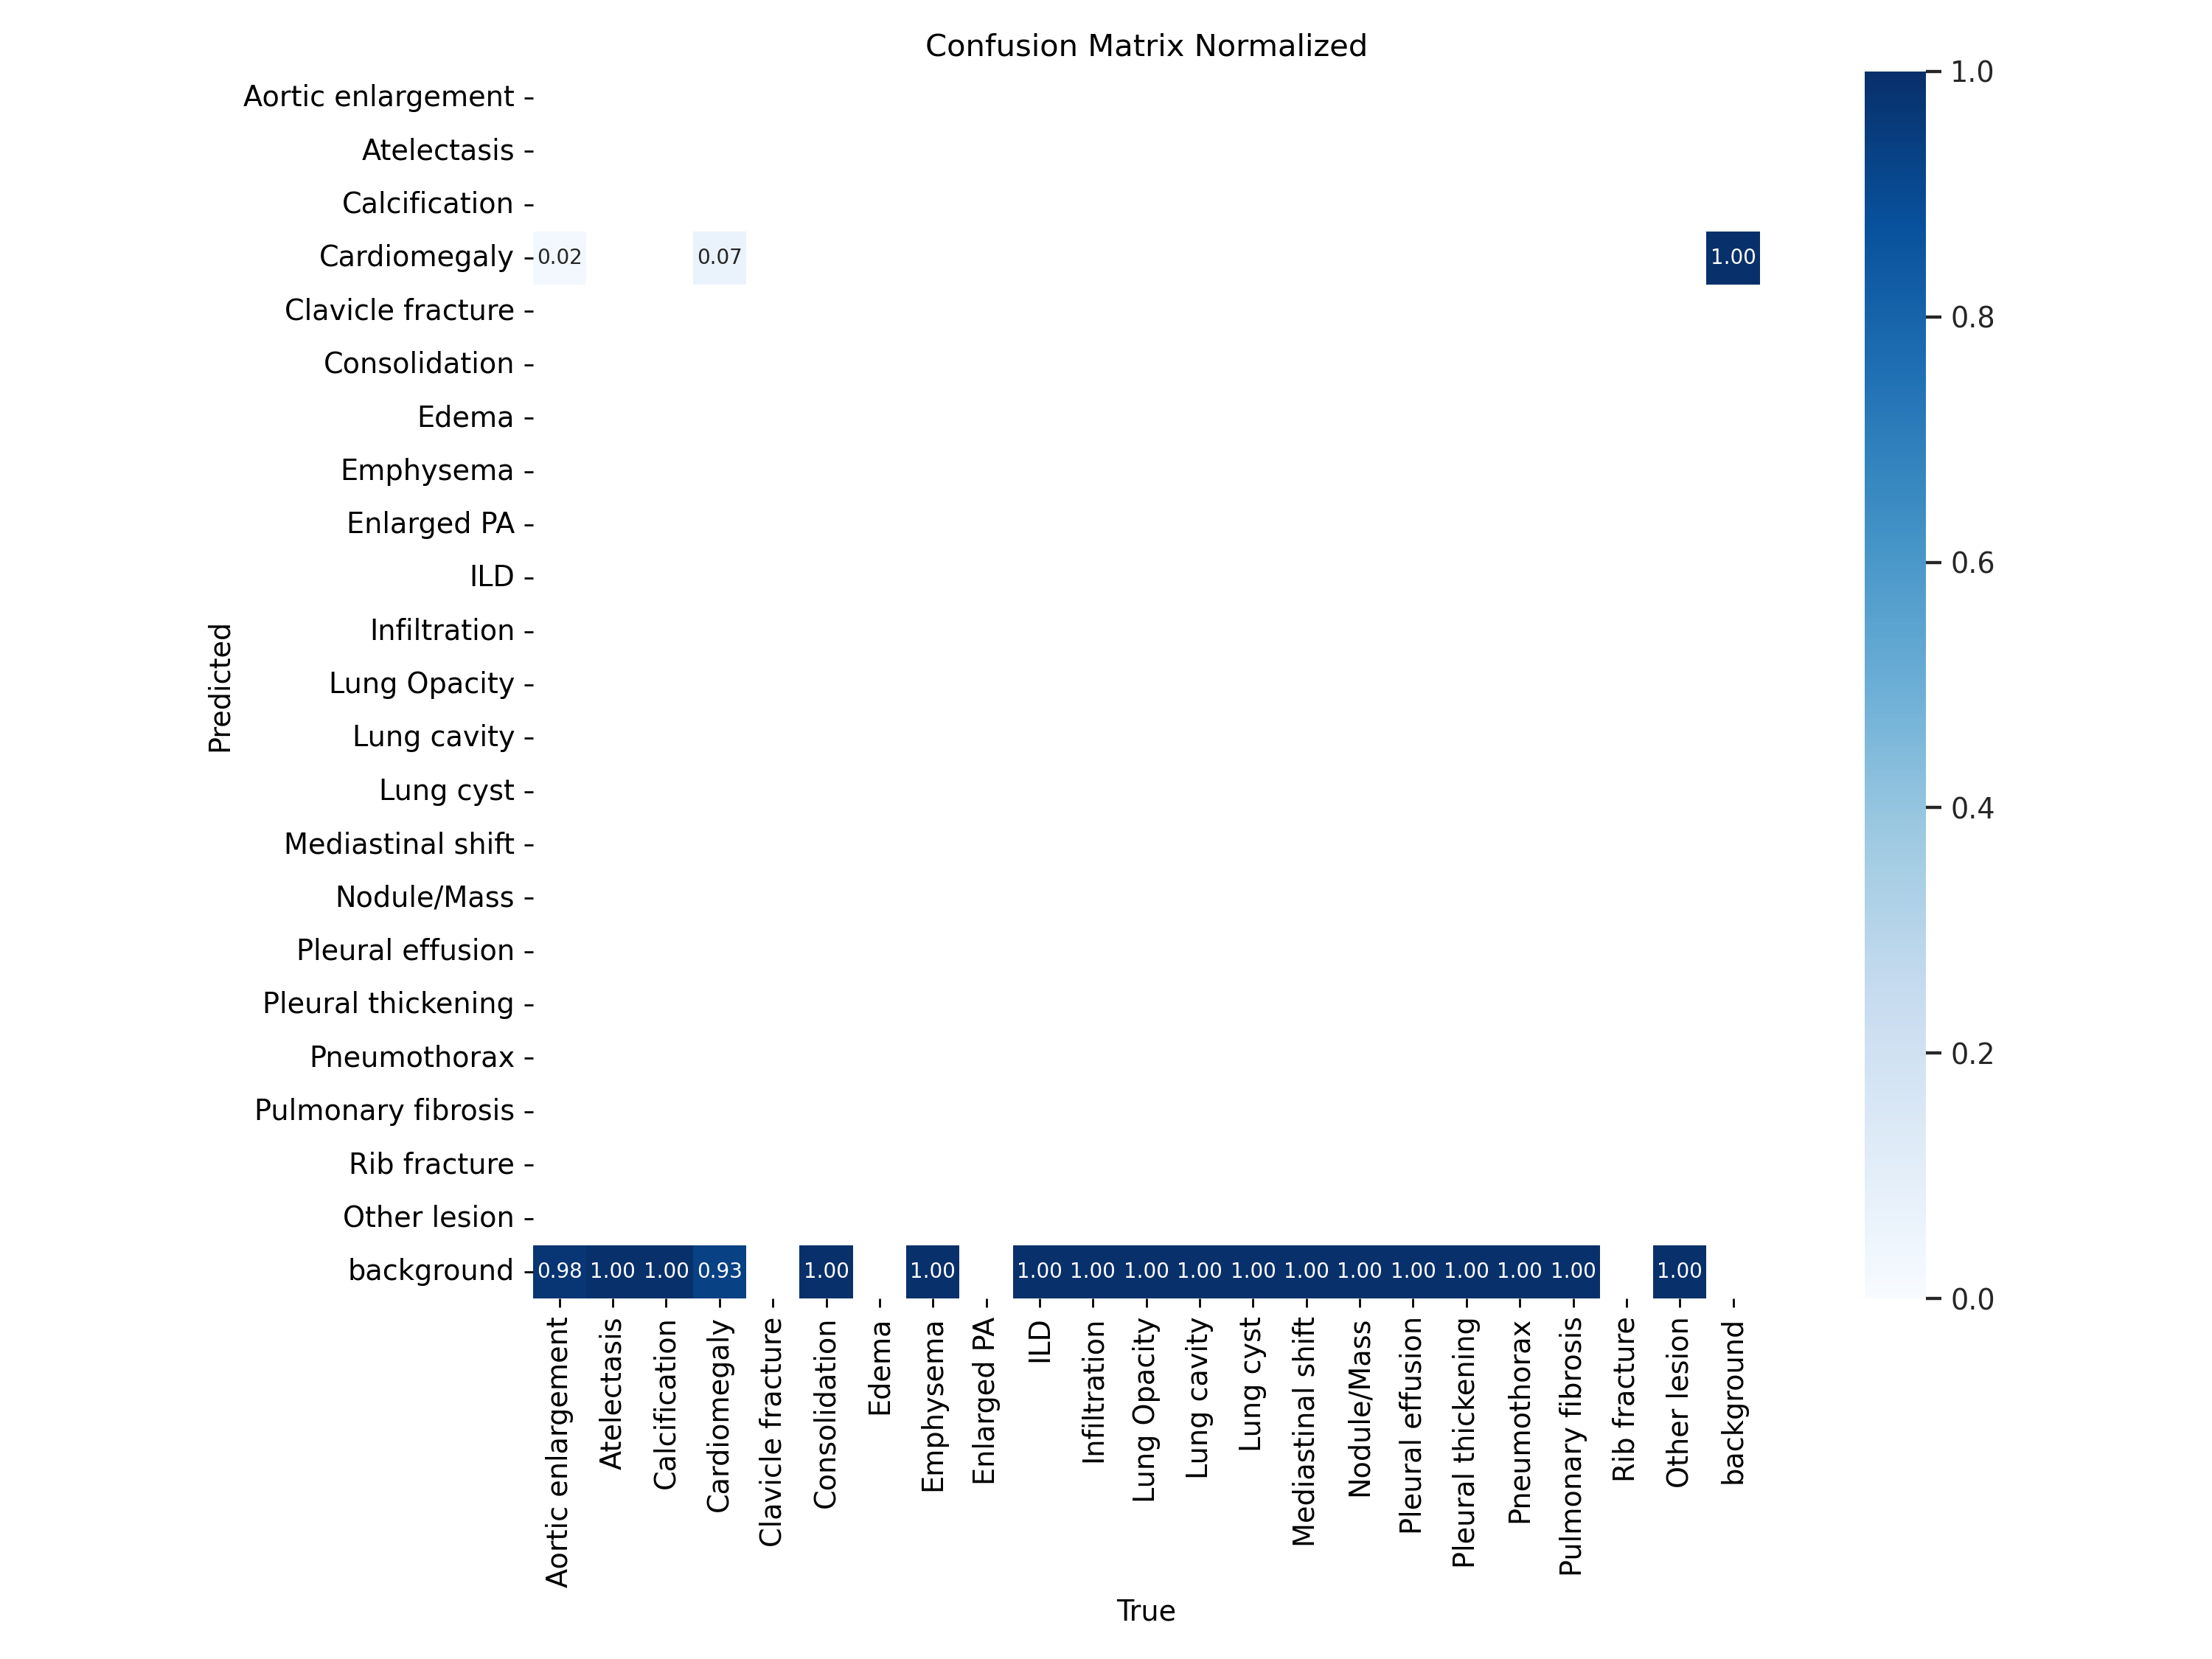 Confusion Matrix Normalized
Aortic enlargement
Atelectasis
Calcification
Cardiomegaly 0.02 0.07 1.00
Clavicle fracture
Consolidation
Edema
Emphysema
Enlarged PA
ILD
Infiltration
Lung Opacity
Lung cavity
Lung cyst
Mediastinal shift
Nodule/Mass
Pleural effusion
Pleural thickening
Pneumothorax
Pulmonary fibrosis
Rib fracture
Other lesion
background 0.98 1.00 1.00 0.93 1.00 1.00 1.00 1.00 1.00 1.00 1.00 1.00 1.00 1.00 1.00 1.00 1.00 1.00
Predicted
Aortic enlargement
Atelectasis
Calcification
Cardiomegaly
Clavicle fracture
Consolidation
Edema
Emphysema
Enlarged PA
ILD
Infiltration
Lung Opacity
Lung cavity
Lung cyst
Mediastinal shift
Nodule/Mass
Pleural effusion
Pleural thickening
Pneumothorax
Pulmonary fibrosis
Rib fracture
Other lesion
background
True
1.0
0.8
0.6
0.4
0.2
0.0